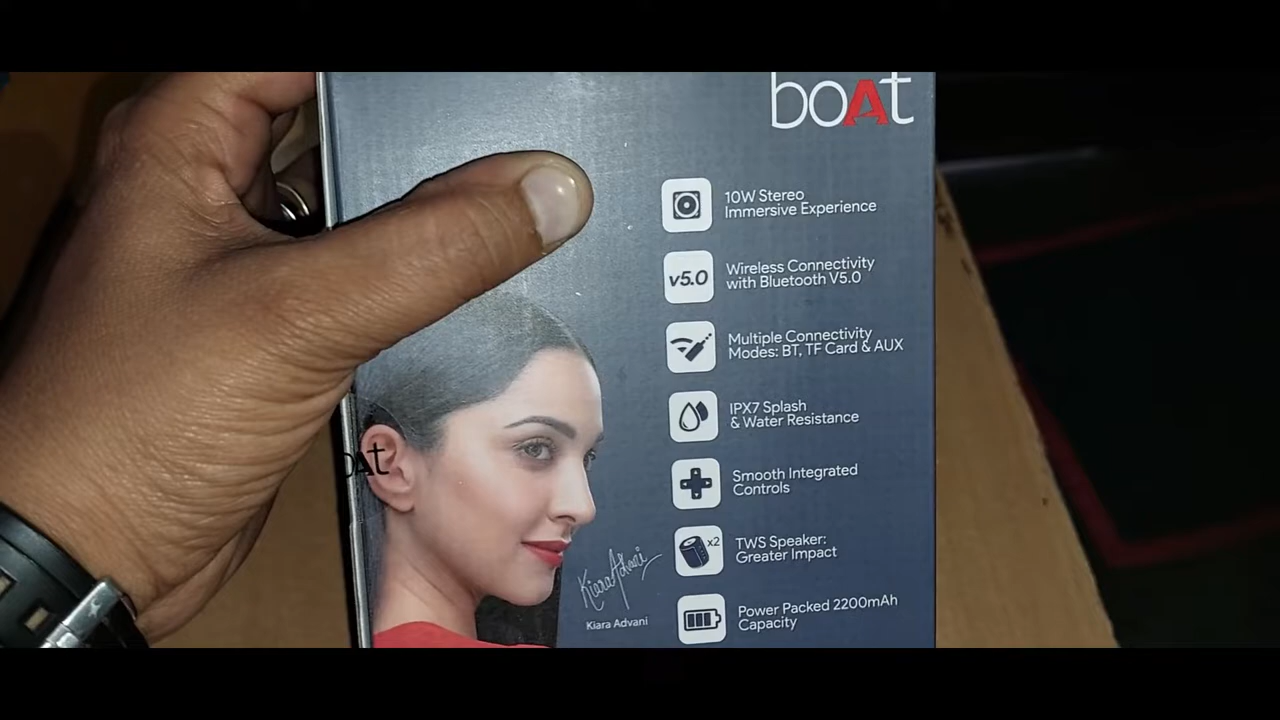 boAt
10W Stereo
Immersive Experience
v5.0
Wireless Connectivity
with Bluetooth V5.0
Multiple Connectivity
Modes: BT, TF Card & AUX
IPX7 Splash
& Water Resistance
Smooth Integrated
Controls
x2
TWS Speaker:
Greater Impact
Power Packed 2200mAh
Capacity
Kiara Advani
Kiara Advani